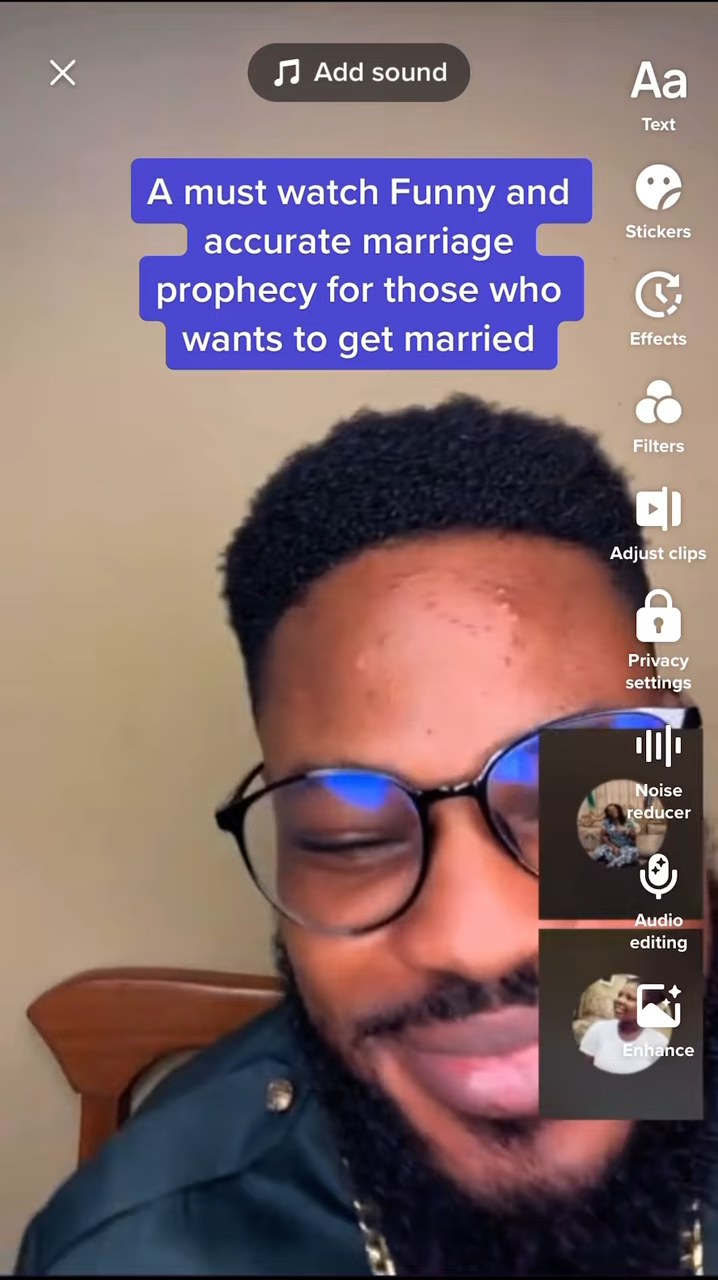 Add sound
Aa
Text
A must watch Funny and
accurate marriage
prophecy for those who
wants to get married
Stickers
Effects
Filters
Adjust clips
Privacy
settings
Noise
reducer
Audio
editing
Enhance